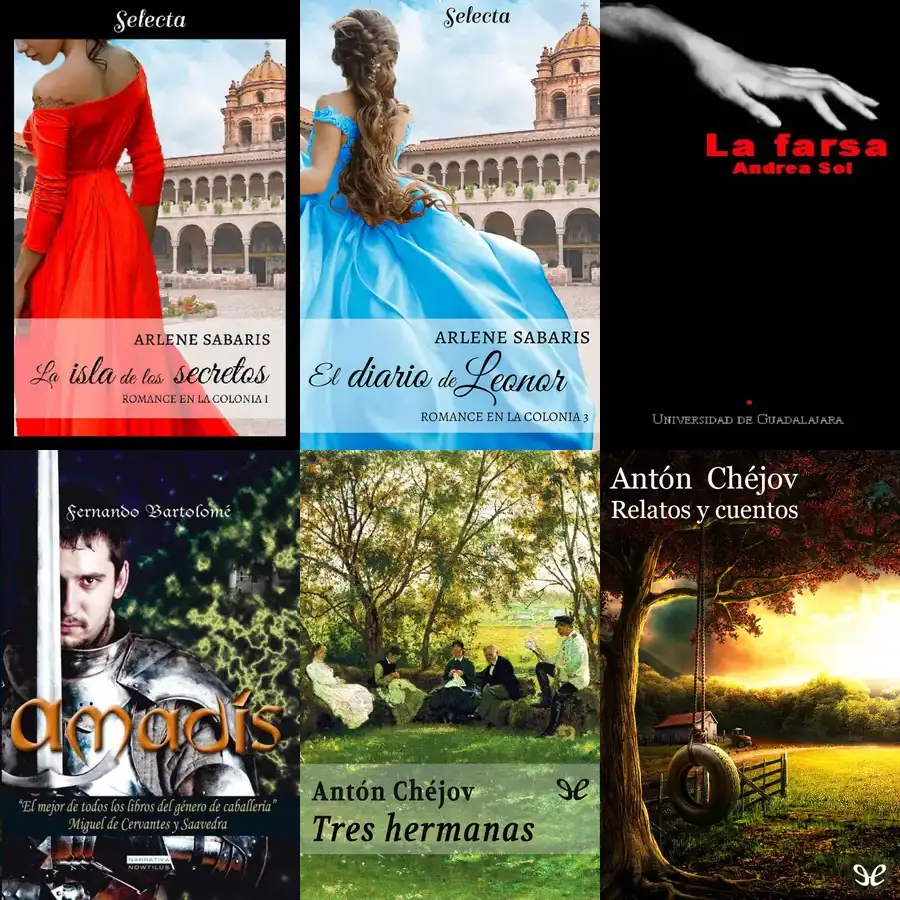 Selecta
ARLENE SABARIS
La isla de los secretos
ROMANCE EN LA COLONIA 1
Selecta
ARLENE SABARIS
El diario de Leonor
ROMANCE EN LA COLONIA 3
La farsa
Andrea Sol
UNIVERSIDAD DE GUADALAJARA
Fernando Bartolomé
amadís
"El mejor de todos los libros del género de caballería"
Miguel de Cervantes y Saavedra
NARRATIVA
NOWTILUS
Antón Chéjov
Tres hermanas
Antón Chéjov
Relatos y cuentos